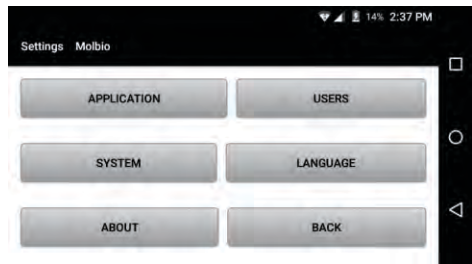 14% 2:37 PM
Settings Molbio
APPLICATION USERS
SYSTEM LANGUAGE
ABOUT BACK